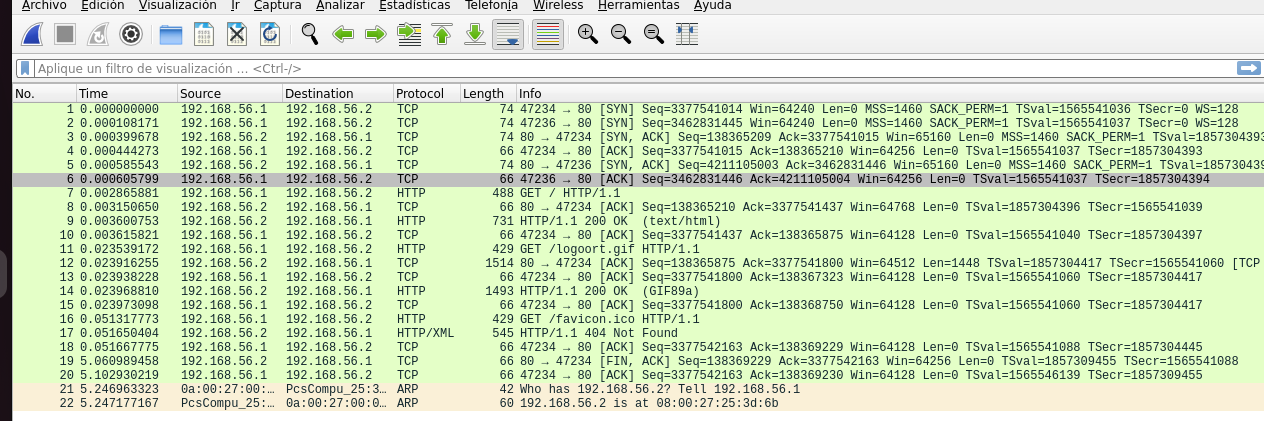 Archivo Edición Visualización Ir Captura Analizar Estadísticas Telefonía Wireless Herramientas Ayuda
Aplique un filtro de visualización ... <Ctrl-/>
No. Time Source Destination Protocol Length Info
1 0.000000000 192.168.56.1 192.168.56.2 TCP 74 47234 → 80 [SYN] Seq=3377541014 Win=64240 Len=0 MSS=1460 SACK_PERM=1 TSval=1565541036 TSecr=0 WS=128
2 0.000108171 192.168.56.1 192.168.56.2 TCP 74 47236 → 80 [SYN] Seq=3462831445 Win=64240 Len=0 MSS=1460 SACK_PERM=1 TSval=1565541037 TSecr=0 WS=128
3 0.000399678 192.168.56.2 192.168.56.1 TCP 74 80 → 47234 [SYN, ACK] Seq=138365209 Ack=3377541015 Win=65160 Len=0 MSS=1460 SACK_PERM=1 TSval=1857304393
4 0.000444273 192.168.56.1 192.168.56.2 TCP 66 47234 → 80 [ACK] Seq=3377541015 Ack=138365210 Win=64256 Len=0 TSval=1565541037 TSecr=1857304393
5 0.000585543 192.168.56.2 192.168.56.1 TCP 74 80 → 47236 [SYN, ACK] Seq=4211105003 Ack=3462831446 Win=65160 Len=0 MSS=1460 SACK_PERM=1 TSval=185730439
6 0.000605799 192.168.56.1 192.168.56.2 TCP 66 47236 → 80 [ACK] Seq=3462831446 Ack=4211105004 Win=64256 Len=0 TSval=1565541037 TSecr=1857304394
7 0.002865881 192.168.56.1 192.168.56.2 HTTP 488 GET / HTTP/1.1
8 0.003150650 192.168.56.2 192.168.56.1 TCP 66 80 → 47234 [ACK] Seq=138365210 Ack=3377541437 Win=64768 Len=0 TSval=1857304396 TSecr=1565541039
9 0.003600753 192.168.56.2 192.168.56.1 HTTP 731 HTTP/1.1 200 OK (text/html)
10 0.003615821 192.168.56.1 192.168.56.2 TCP 66 47234 → 80 [ACK] Seq=3377541437 Ack=138365875 Win=64128 Len=0 TSval=1565541040 TSecr=1857304397
11 0.023539172 192.168.56.1 192.168.56.2 HTTP 429 GET /logoort.gif HTTP/1.1
12 0.023916255 192.168.56.2 192.168.56.1 TCP 1514 80 → 47234 [ACK] Seq=138365875 Ack=3377541800 Win=64512 Len=1448 TSval=1857304417 TSecr=1565541060 [TCP
13 0.023938228 192.168.56.1 192.168.56.2 TCP 66 47234 → 80 [ACK] Seq=3377541800 Ack=138367323 Win=64128 Len=0 TSval=1565541060 TSecr=1857304417
14 0.023968810 192.168.56.2 192.168.56.1 HTTP 1493 HTTP/1.1 200 OK (GIF89a)
15 0.023973098 192.168.56.1 192.168.56.2 TCP 66 47234 → 80 [ACK] Seq=3377541800 Ack=138368750 Win=64128 Len=0 TSval=1565541060 TSecr=1857304417
16 0.051317773 192.168.56.1 192.168.56.2 HTTP 429 GET /favicon.ico HTTP/1.1
17 0.051650404 192.168.56.2 192.168.56.1 HTTP/XML 545 HTTP/1.1 404 Not Found
18 0.051667775 192.168.56.1 192.168.56.2 TCP 66 47234 → 80 [ACK] Seq=3377542163 Ack=138369229 Win=64128 Len=0 TSval=1565541088 TSecr=1857304445
19 5.060989458 192.168.56.2 192.168.56.1 TCP 66 80 → 47234 [FIN, ACK] Seq=138369229 Ack=3377542163 Win=64256 Len=0 TSval=1857309455 TSecr=1565541088
20 5.102930219 192.168.56.1 192.168.56.2 TCP 66 47234 → 80 [ACK] Seq=3377542163 Ack=138369230 Win=64128 Len=0 TSval=1565546139 TSecr=1857309455
21 5.246963323 0a:00:27:00:… PcsCompu_25:3… ARP 42 Who has 192.168.56.2? Tell 192.168.56.1
22 5.247177167 PcsCompu_25:… 0a:00:27:00:0… ARP 60 192.168.56.2 is at 08:00:27:25:3d:6b